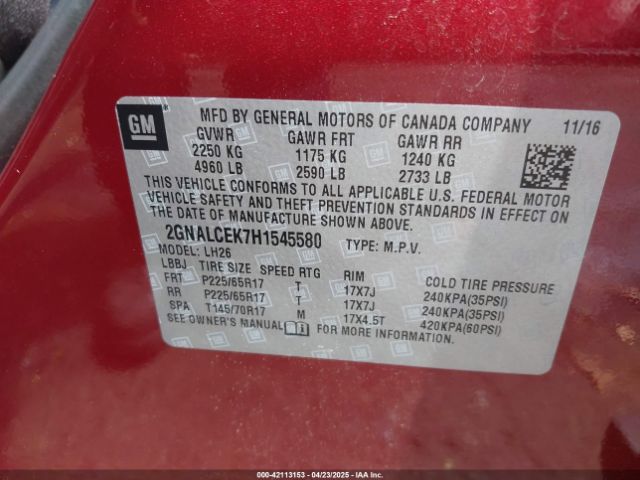 GM
MFD BY GENERAL MOTORS OF CANADA COMPANY 11/16
GVWR GAWR FRT GAWR RR
2250 KG 1175 KG 1240 KG
4960 LB 2590 LB 2733 LB
THIS VEHICLE CONFORMS TO ALL APPLICABLE U.S. FEDERAL MOTOR
VEHICLE SAFETY AND THEFT PREVENTION STANDARDS IN EFFECT ON
THE DATE OF MANUFACTURE SHOWN ABOVE.
2GNALCEK7H1545580 TYPE: M.P.V.
MODEL: LH26
LBBJ TIRE SIZE SPEED RTG RIM COLD TIRE PRESSURE
FRT P225/65R17 T 17X7J 240KPA(35PSI)
RR P225/65R17 T 17X7J 240KPA(35PSI)
SPA T145/70R17 M 17X4.5T 420KPA(60PSI)
SEE OWNER'S MANUAL FOR MORE INFORMATION.
000-42113153 - 04/23/2025 - IAA Inc.